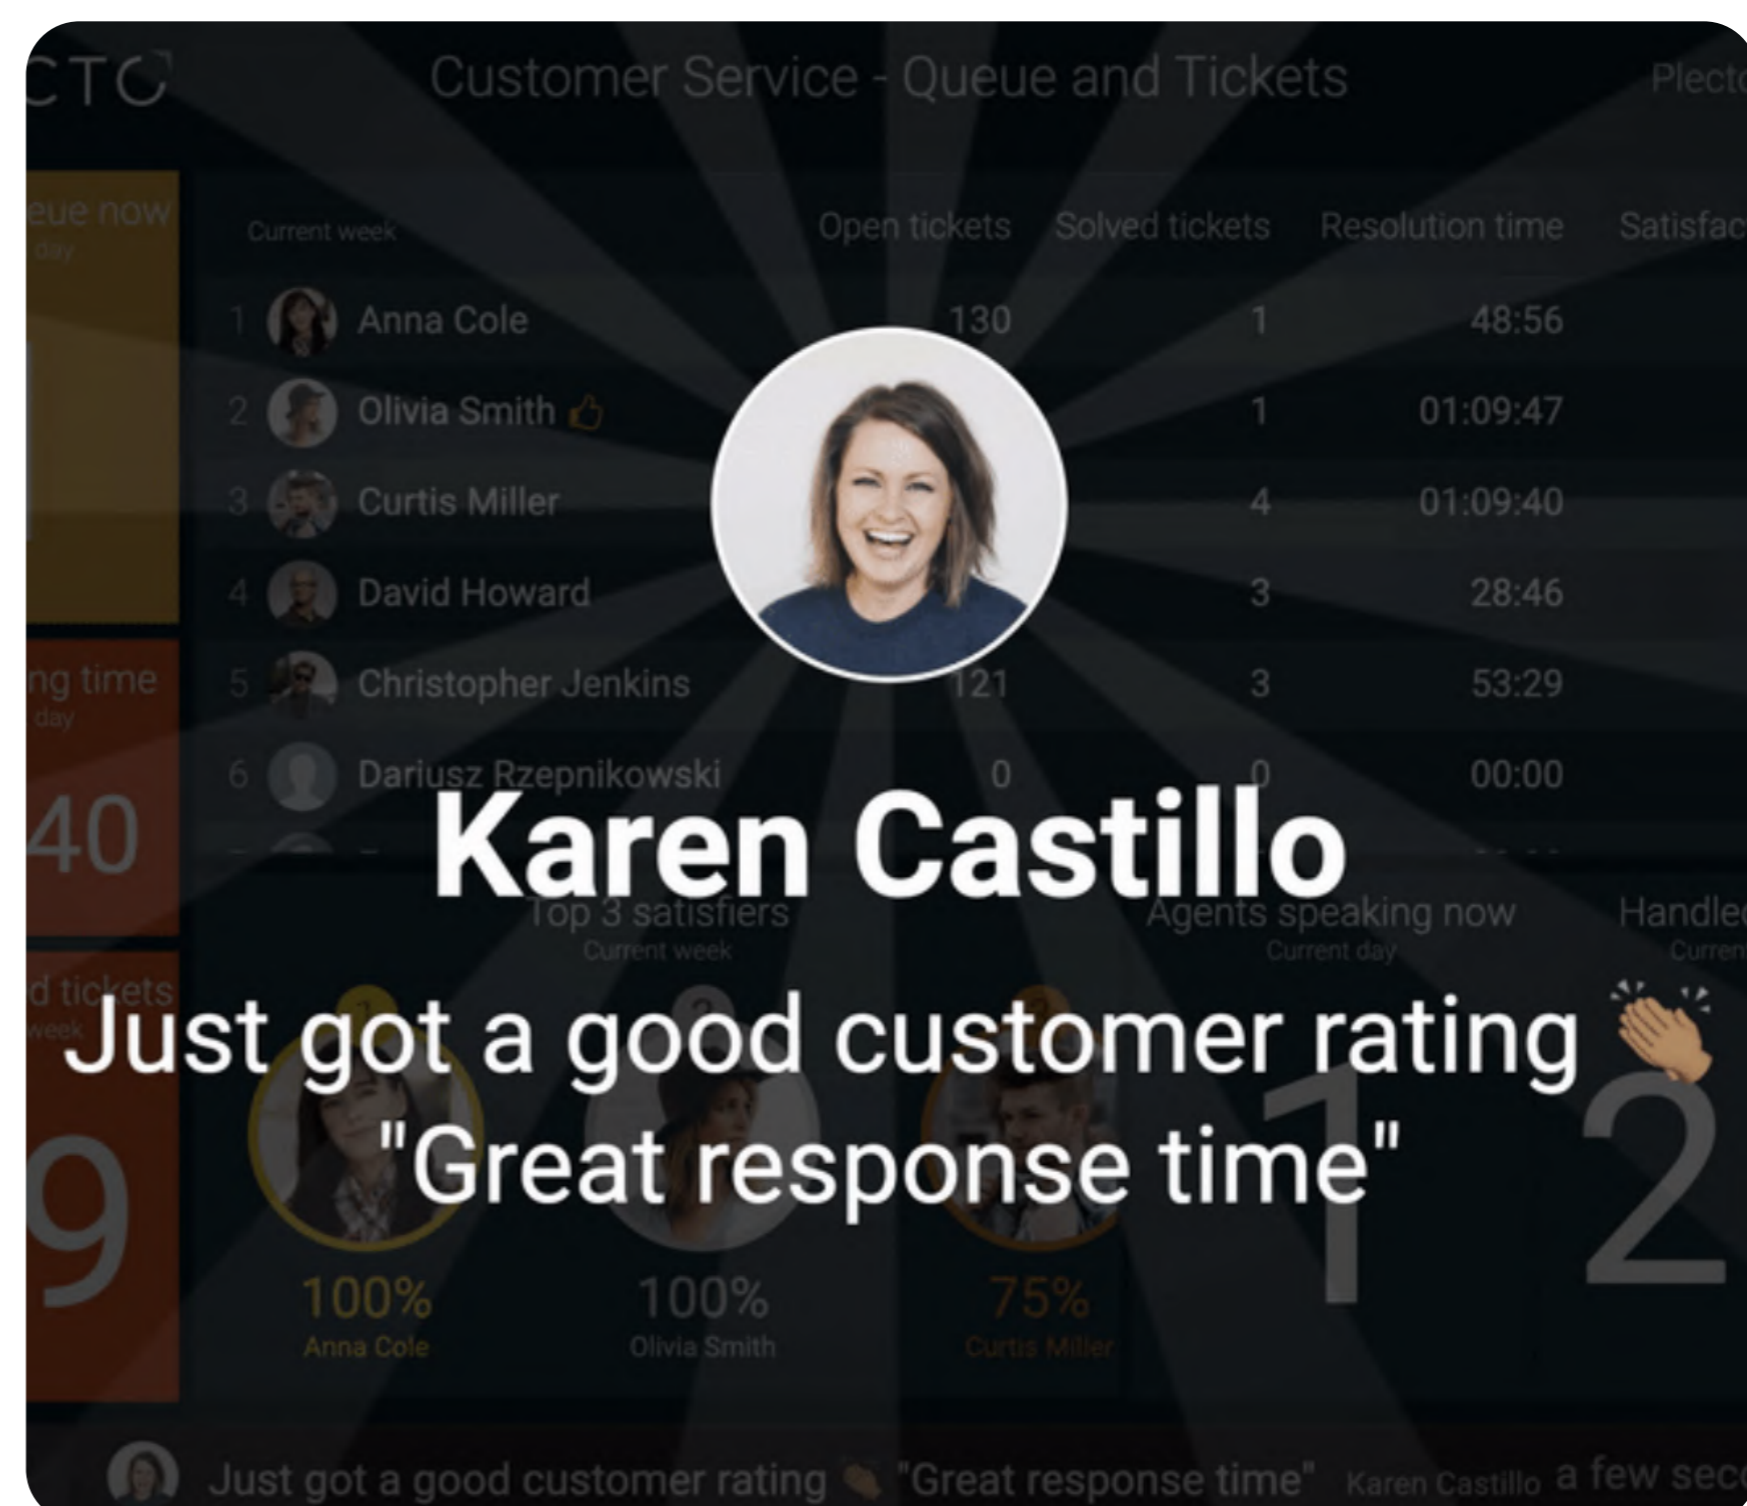 CTO
Customer Service - Queue and Tickets
Plecto
eue now
day
Current week
Open tickets
Solved tickets
Resolution time
Satisfac
1 Anna Cole 130 1 48:56
2 Olivia Smith 1 01:09:47
3 Curtis Miller 4 01:09:40
4 David Howard 3 28:46
ng time
day
5 Christopher Jenkins 121 3 53:29
6 Dariusz Rzepnikowski 0 0 00:00
40
Karen Castillo
Top 3 satisfiers
Current week
Agents speaking now
Current day
Handled
Curren
d tickets
week
Just got a good customer rating 👏
"Great response time"
9
1
2
100%
Anna Cole
100%
Olivia Smith
75%
Curtis Miller
Just got a good customer rating 👏 "Great response time" Karen Castillo a few seco